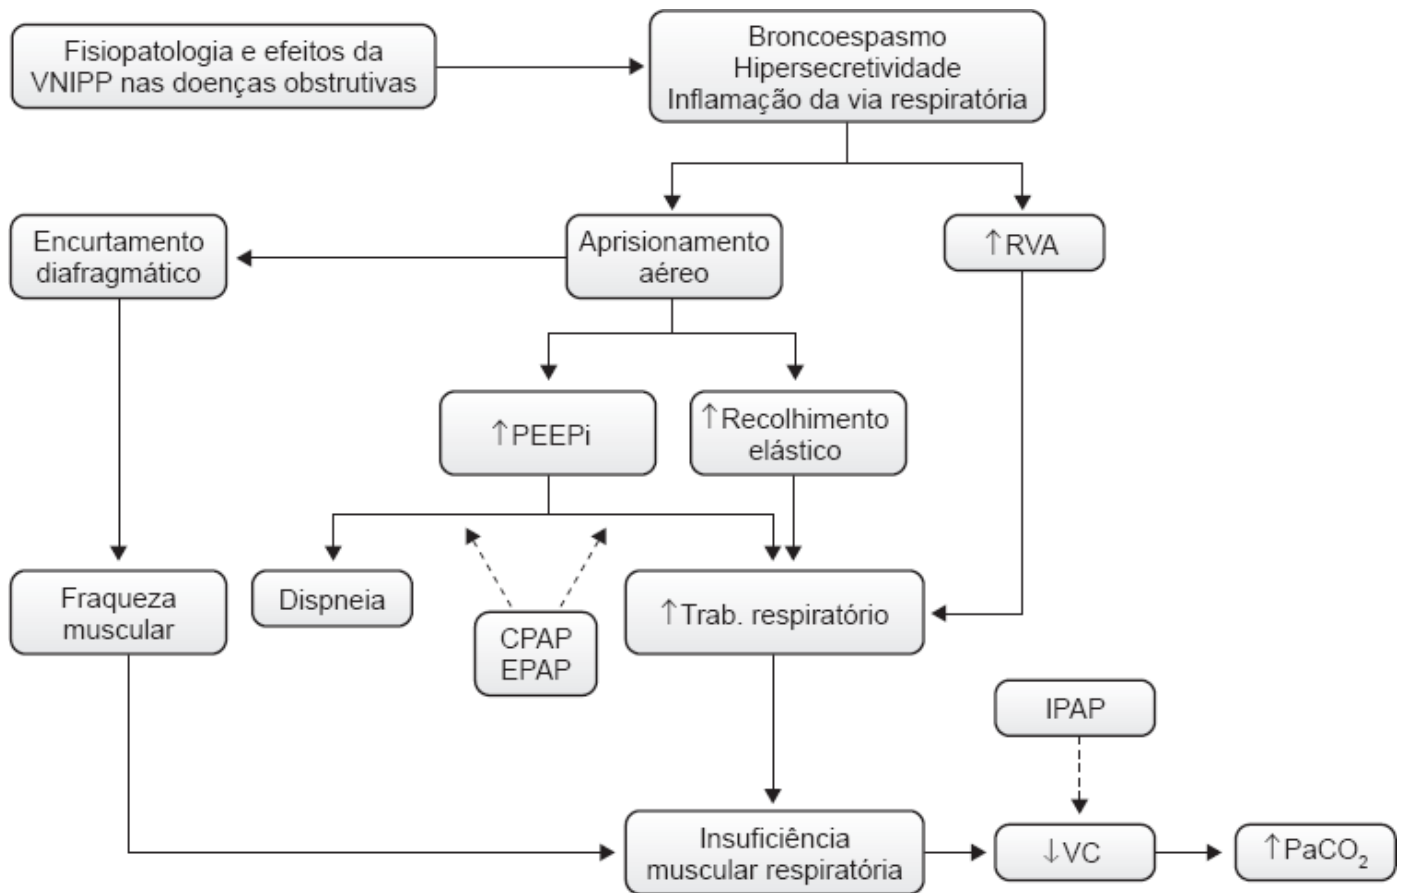 Fisiopatologia e efeitos da
VNIPP nas doenças obstrutivas
Broncoespasmo
Hipersecretividade
Inflamação da via respiratória
Encurtamento
diafragmático
Aprisionamento
aéreo
↑RVA
↑PEEPi
↑Recolhimento
elástico
Fraqueza
muscular
Dispneia
CPAP
EPAP
↑Trab. respiratório
IPAP
Insuficiência
muscular respiratória
↓VC
↑PaCO₂